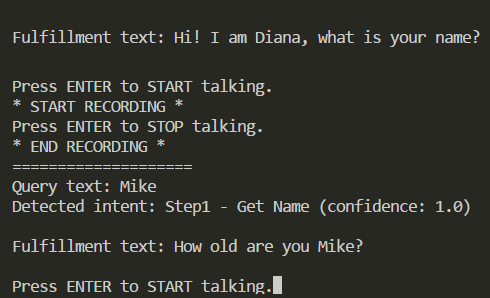 Fulfillment text: Hi! I am Diana, what is your name?
Press ENTER to START talking.
* START RECORDING *
Press ENTER to STOP talking.
* END RECORDING *
====================
Query text: Mike
Detected intent: Step1 - Get Name (confidence: 1.0)
Fulfillment text: How old are you Mike?
Press ENTER to START talking.